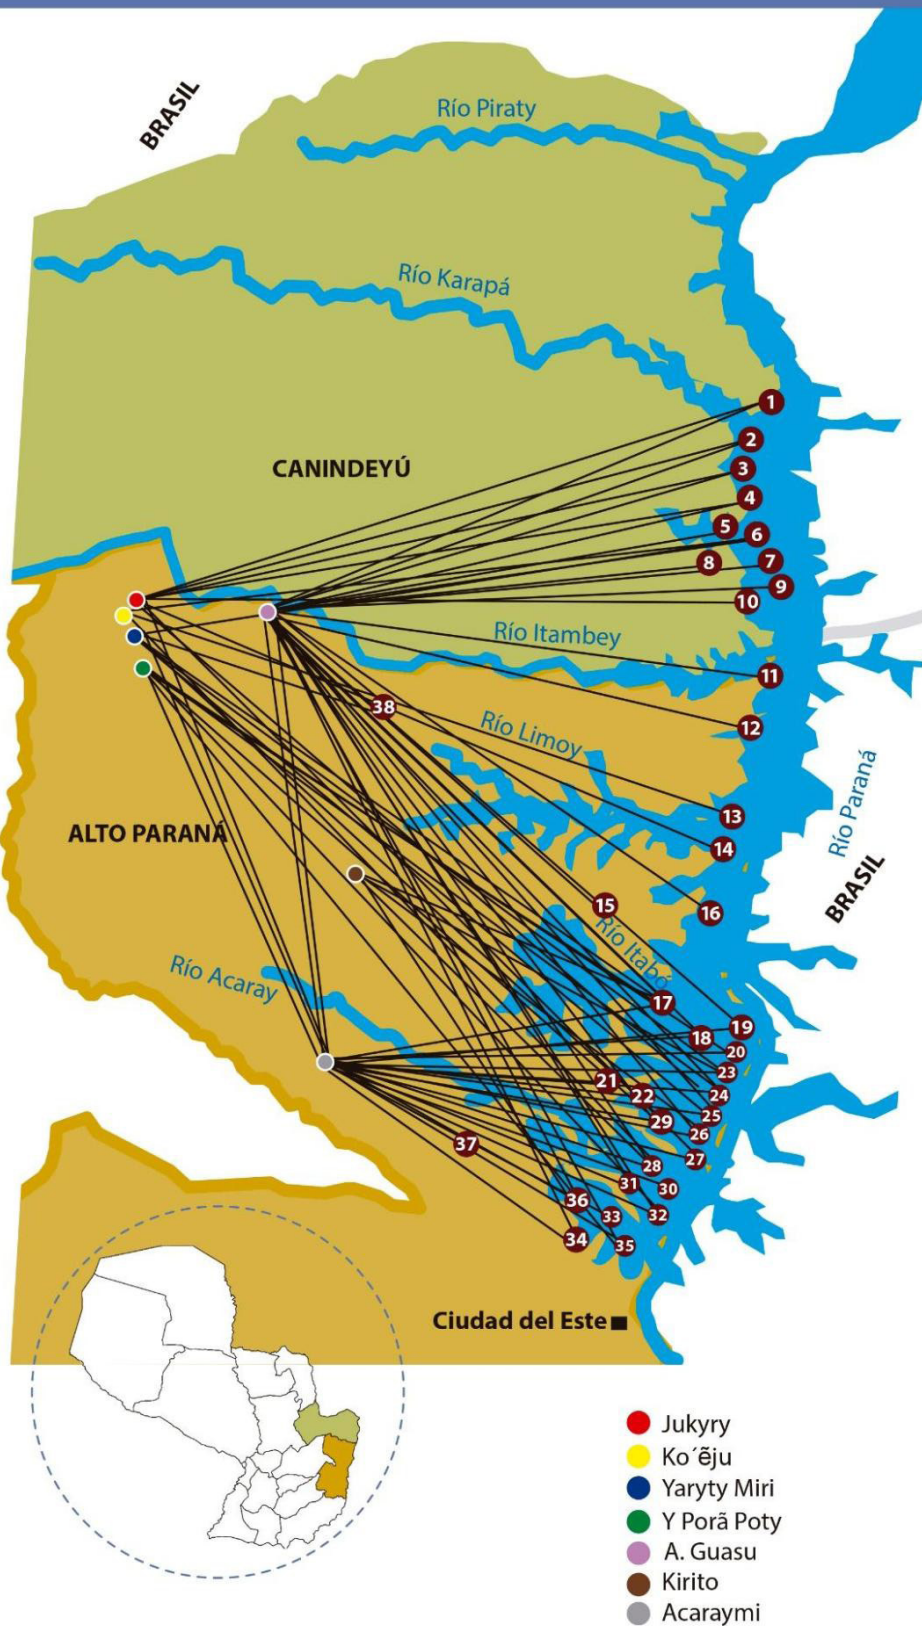 BRASIL
Río Piraty
Río Karapá
1
2
CANINDEYÚ
3
4
5
6
7
8
9
10
Río Itambey
11
38
12
Río Limoy
13
ALTO PARANÁ
14
Río Paraná
BRASIL
15
16
Río Itabó
Río Acaray
17
18
19
20
23
21
22
24
25
29
26
37
27
28
31
30
36
33
32
34
35
Ciudad del Este
Jukyry
Ko´ẽju
Yaryty Miri
Y Porã Poty
A. Guasu
Kirito
Acaraymi